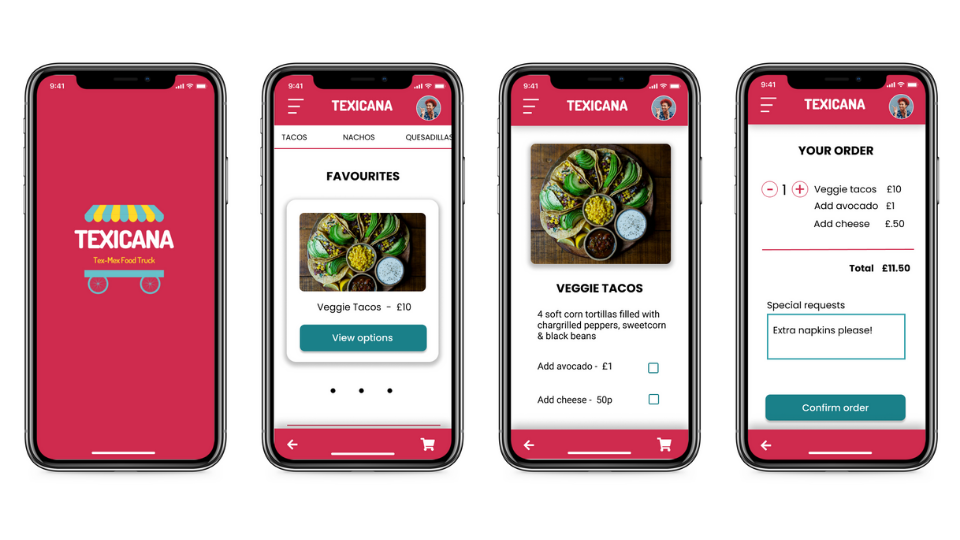 9:41
TEXICANA
Tex-Mex Food Truck
9:41
TEXICANA
TACOS NACHOS QUESADILLAS
FAVOURITES
Veggie Tacos - £10
View options
9:41
TEXICANA
VEGGIE TACOS
4 soft corn tortillas filled with
chargrilled peppers, sweetcorn
& black beans
Add avocado - £1
Add cheese - 50p
9:41
TEXICANA
YOUR ORDER
- 1 + Veggie tacos £10
Add avocado £1
Add cheese £.50
Total £11.50
Special requests
Extra napkins please!
Confirm order